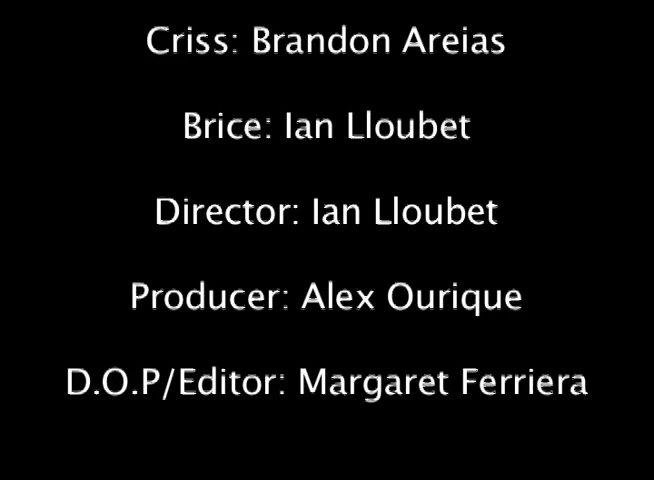 Criss: Brandon Areias
Brice: Ian Lloubet
Director: Ian Lloubet
Producer: Alex Ourique
D.O.P/Editor: Margaret Ferriera